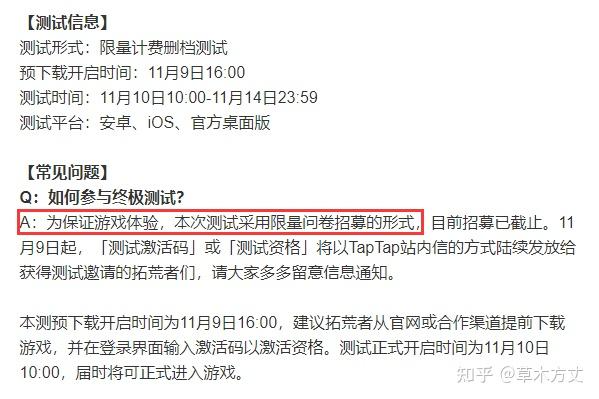 【测试信息】
测试形式：限量计费删档测试
预下载开启时间：11月9日16:00
测试时间：11月10日10:00-11月14日23:59
测试平台：安卓、iOS、官方桌面版
【常见问题】
Q：如何参与终极测试？
A：为保证游戏体验，本次测试采用限量问卷招募的形式，目前招募已截止。11
月9日起，「测试激活码」或「测试资格」将以TapTap站内信的方式陆续发放给
获得测试邀请的拓荒者们，请大家多多留意信息通知。
本测预下载开启时间为11月9日16:00，建议拓荒者从官网或合作渠道提前下载
游戏，并在登录界面输入激活码以激活资格。测试正式开启时间为11月10日
10:00，届时将可正式进入游戏。
知乎 @草木方丈